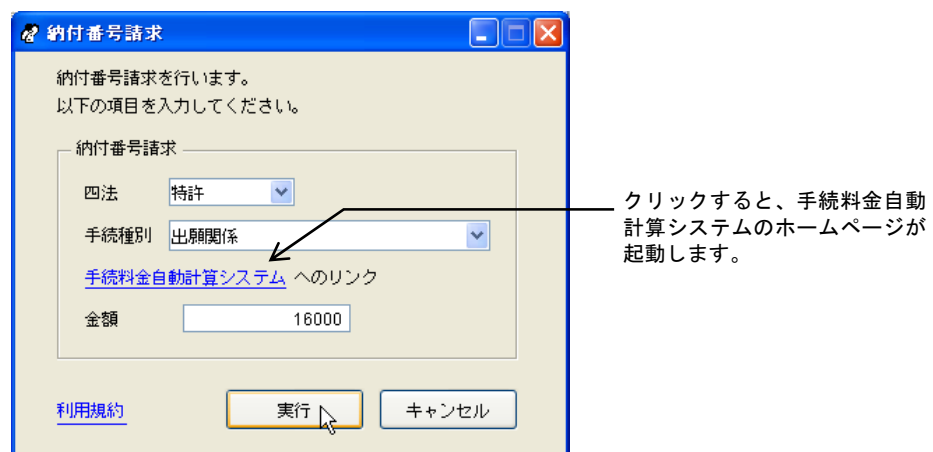 納付番号請求
納付番号請求を行います。
以下の項目を入力してください。
納付番号請求
四法 特許
手続種別 出願関係
手続料金自動計算システム へのリンク
金額 16000
利用規約 実行 キャンセル
クリックすると、手続料金自動
計算システムのホームページが
起動します。